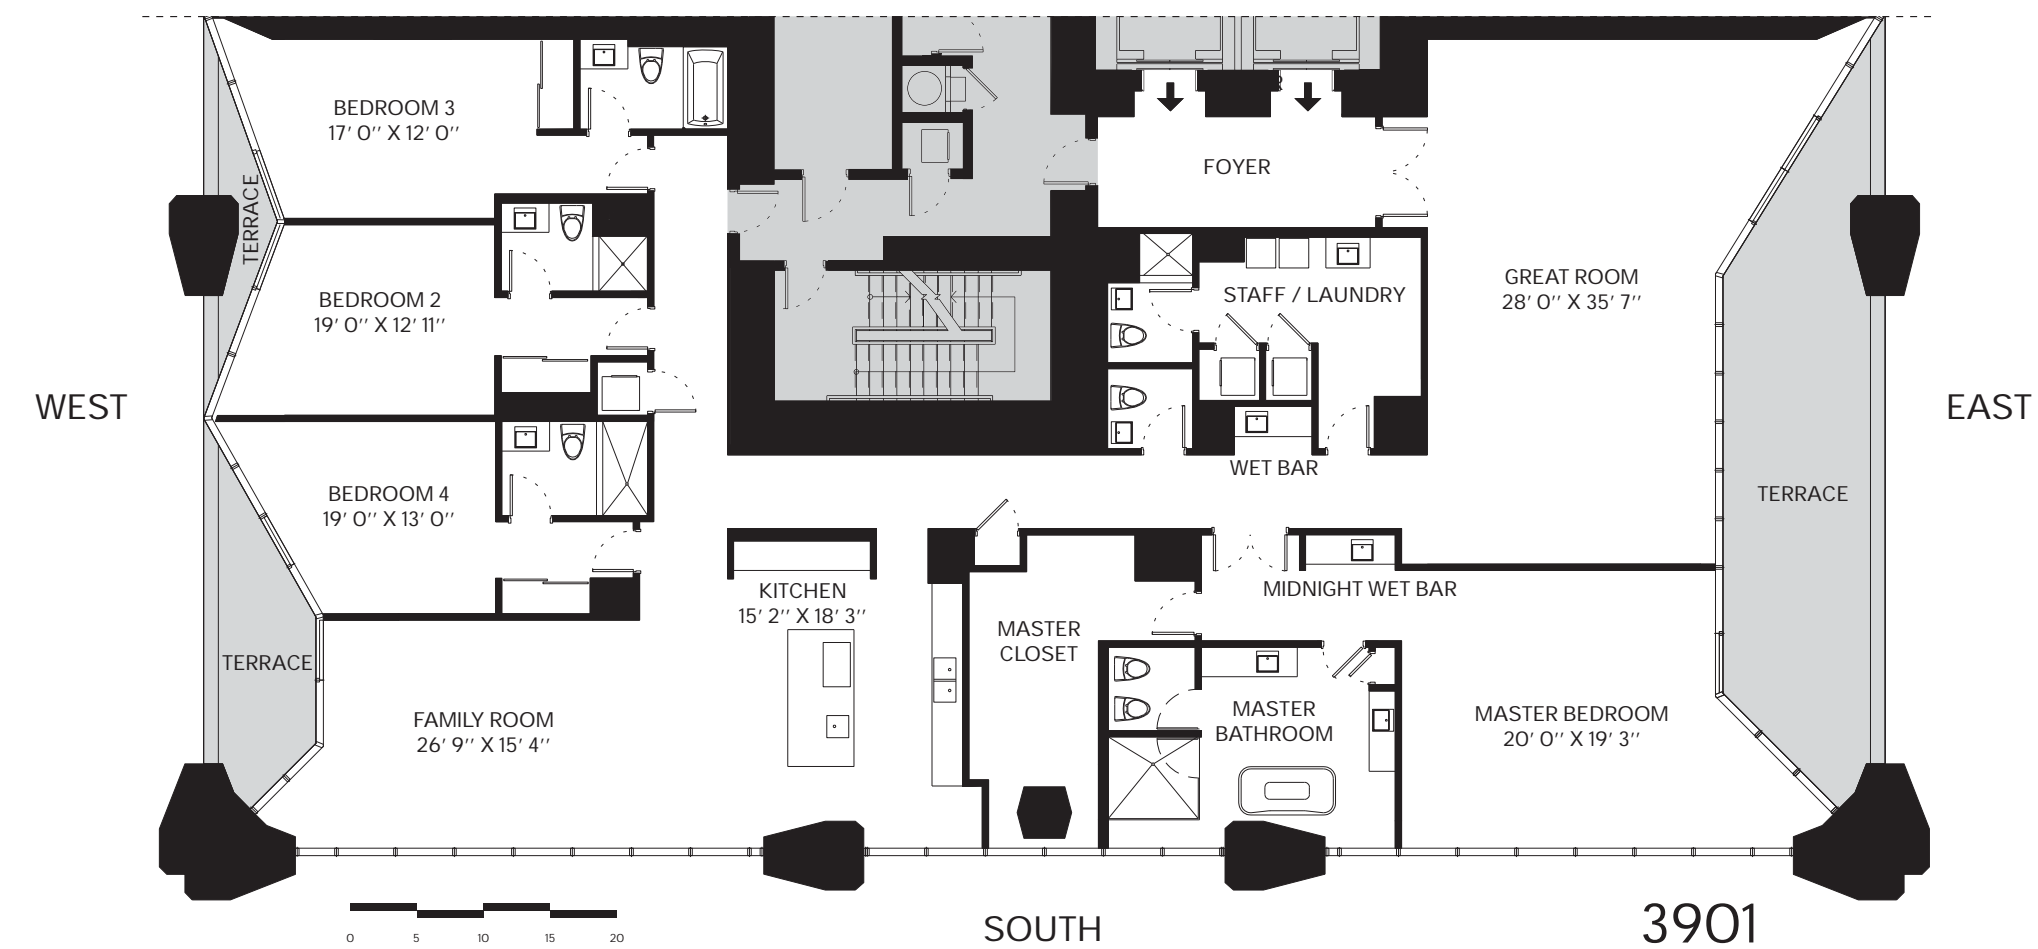 BEDROOM 3
17' 0'' X 12' 0''
TERRACE
BEDROOM 2
19' 0'' X 12' 11''
FOYER
STAFF / LAUNDRY
GREAT ROOM
28' 0'' X 35' 7''
WEST
EAST
WET BAR
BEDROOM 4
19' 0'' X 13' 0''
TERRACE
KITCHEN
15' 2'' X 18' 3''
MIDNIGHT WET BAR
MASTER
CLOSET
TERRACE
FAMILY ROOM
26' 9'' X 15' 4''
MASTER
BATHROOM
MASTER BEDROOM
20' 0'' X 19' 3''
0 5 10 15 20
SOUTH
3901